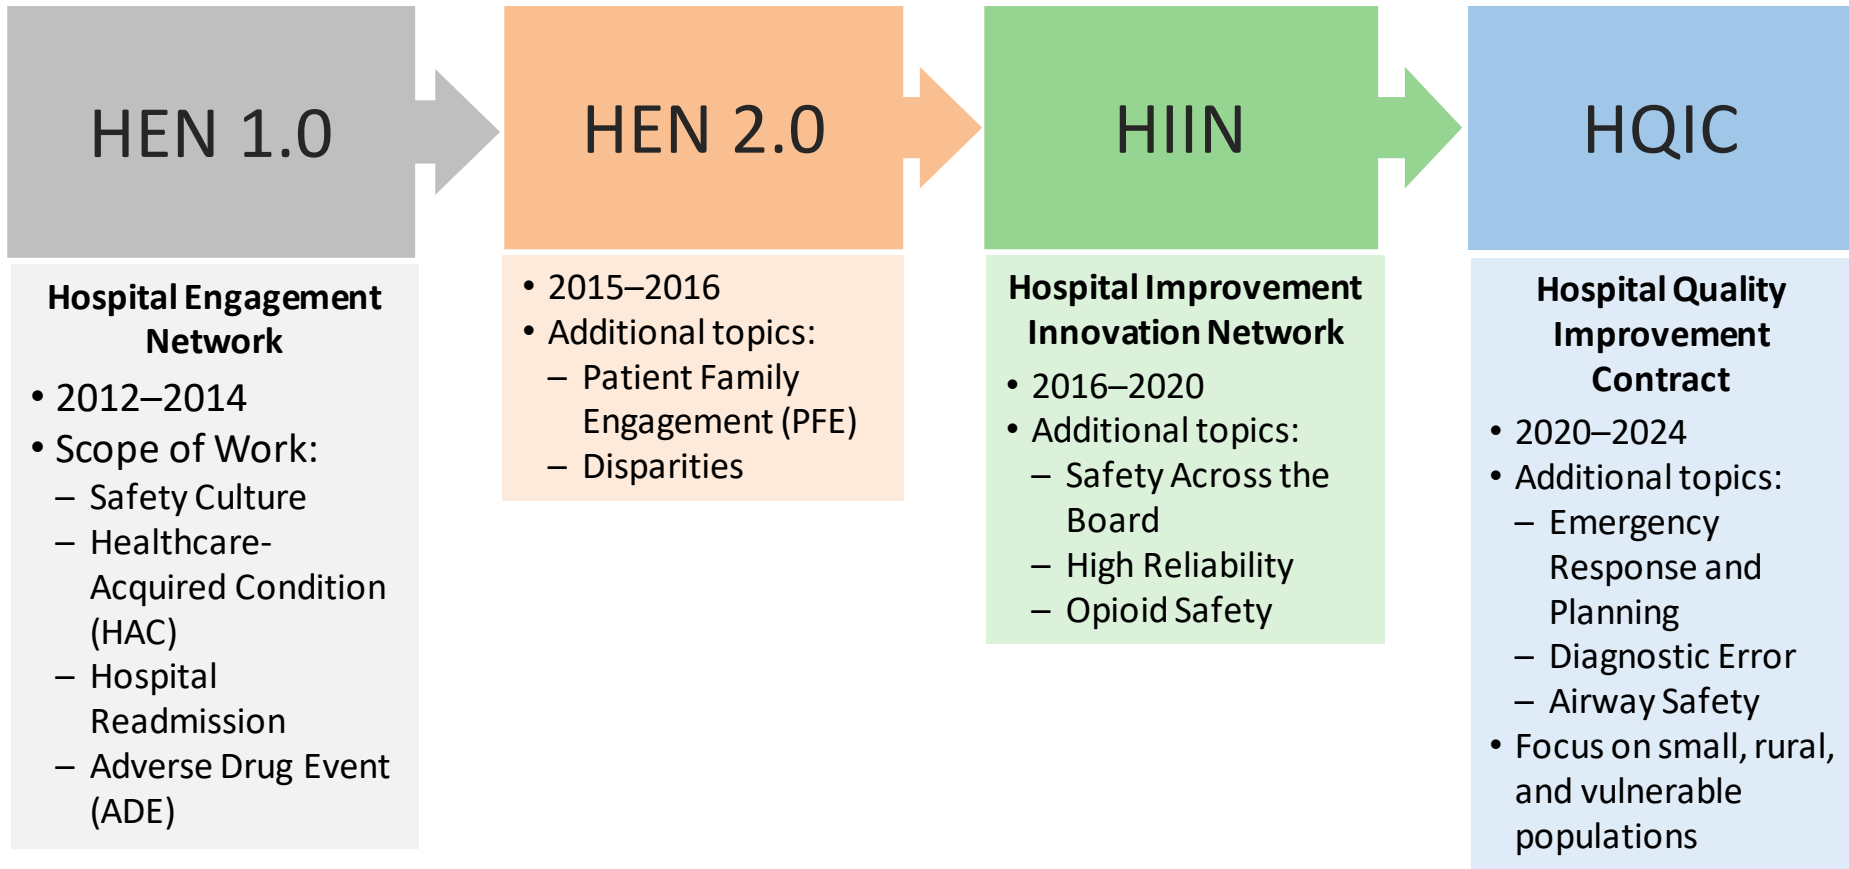 HEN 1.0
Hospital Engagement
Network
• 2012–2014
• Scope of Work:
– Safety Culture
– Healthcare-
Acquired Condition
(HAC)
– Hospital
Readmission
– Adverse Drug Event
(ADE)
HEN 2.0
• 2015–2016
• Additional topics:
– Patient Family
Engagement (PFE)
– Disparities
HIIN
Hospital Improvement
Innovation Network
• 2016–2020
• Additional topics:
– Safety Across the
Board
– High Reliability
– Opioid Safety
HQIC
Hospital Quality
Improvement
Contract
• 2020–2024
• Additional topics:
– Emergency
Response and
Planning
– Diagnostic Error
– Airway Safety
• Focus on small, rural,
and vulnerable
populations